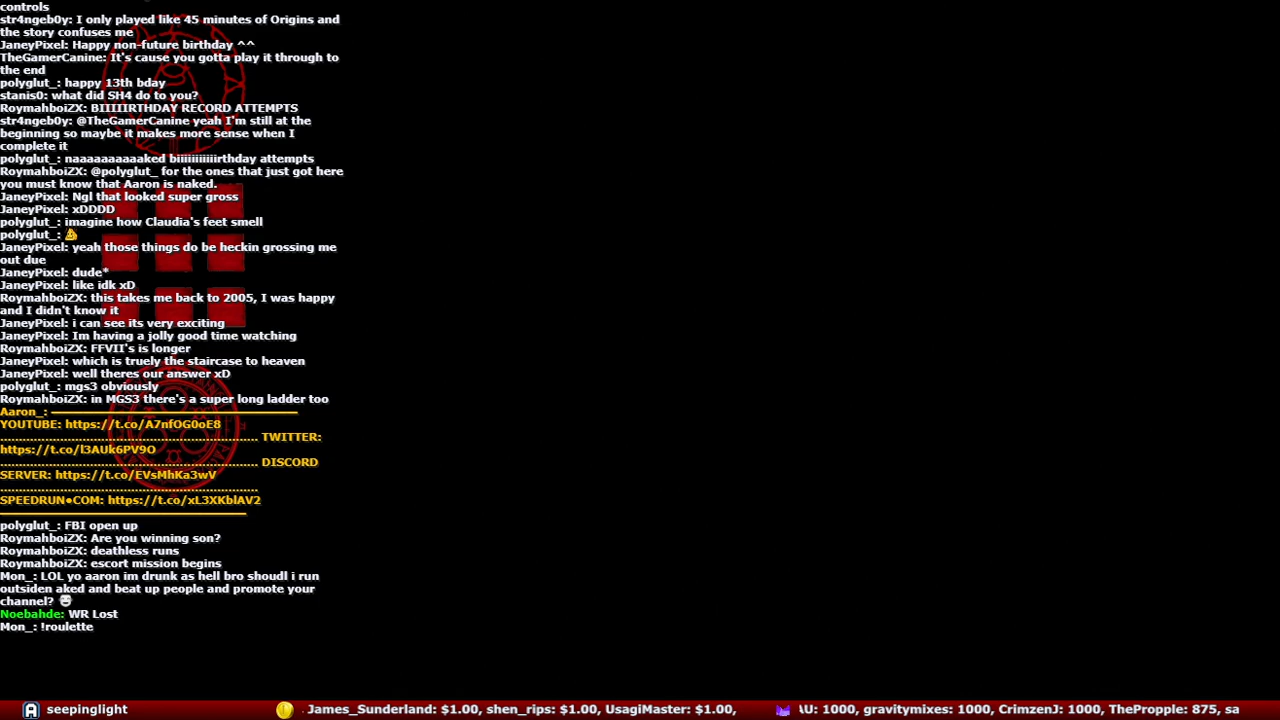 controls
str4ngeb0y: I only played like 45 minutes of Origins and
the story confuses me
JaneyPixel: Happy non-future birthday ^^
TheGamerCanine: It's cause you gotta play it through to
the end
polyglut_: happy 13th bday
stanis0: what did SH4 do to you?
RoymahboiZX: BIIIIIRTHDAY RECORD ATTEMPTS
str4ngeb0y: @TheGamerCanine yeah I'm still at the
beginning so maybe it makes more sense when I
complete it
polyglut_: naaaaaaaaaaked biiiiiiiiiiirthday attempts
RoymahboiZX: @polyglut_ for the ones that just got here
you must know that Aaron is naked.
JaneyPixel: Ngl that looked super gross
JaneyPixel: xDDDD
polyglut_: imagine how Claudia's feet smell
polyglut_:
JaneyPixel: yeah those things do be heckin grossing me
out due
JaneyPixel: dude*
JaneyPixel: like idk xD
RoymahboiZX: this takes me back to 2005, I was happy
and I didn't know it
JaneyPixel: i can see its very exciting
JaneyPixel: Im having a jolly good time watching
RoymahboiZX: FFVII's is longer
JaneyPixel: which is truely the staircase to heaven
JaneyPixel: well theres our answer xD
polyglut_: mgs3 obviously
RoymahboiZX: in MGS3 there's a super long ladder too
Aaron_:
YOUTUBE: https://t.co/A7nfOG0oE8
................................................................ TWITTER:
https://t.co/l3AUk6PV9O
................................................................ DISCORD
SERVER: https://t.co/EVsMhKa3wV
................................................................
SPEEDRUN●COM: https://t.co/xL3XKblAV2
polyglut_: FBI open up
RoymahboiZX: Are you winning son?
RoymahboiZX: deathless runs
RoymahboiZX: escort mission begins
Mon_: LOL yo aaron im drunk as hell bro shoudl i run
outsiden aked and beat up people and promote your
channel?
Noebahde: WR Lost
Mon_: !roulette
seepinglight James_Sunderland: $1.00, shen_rips: $1.00, UsagiMaster: $1.00, AU: 1000, gravitymixes: 1000, CrimzenJ: 1000, ThePropple: 875, sa